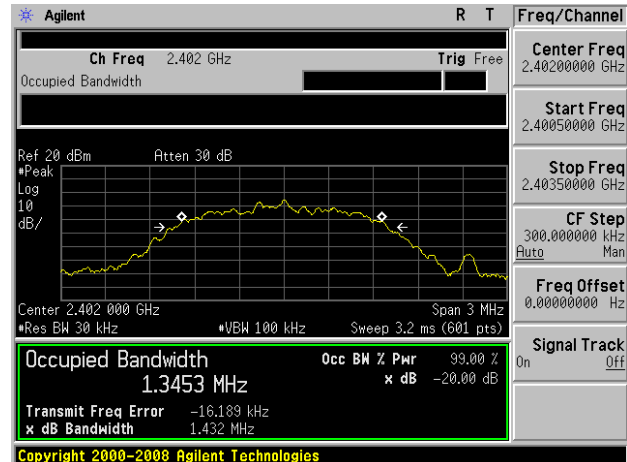 Agilent R T
Freq/Channel
Ch Freq 2.402 GHz Trig Free
Occupied Bandwidth
Center Freq
2.40200000 GHz
Start Freq
2.40050000 GHz
Stop Freq
2.40350000 GHz
CF Step
300.000000 kHz
Auto Man
Freq Offset
0.00000000 Hz
Signal Track
On Off
Ref 20 dBm Atten 30 dB
#Peak
Log
10
dB/
Center 2.402 000 GHz Span 3 MHz
#Res BW 30 kHz #VBW 100 kHz Sweep 3.2 ms (601 pts)
Occupied Bandwidth Occ BW % Pwr 99.00 %
1.3453 MHz x dB -20.00 dB
Transmit Freq Error -16.189 kHz
x dB Bandwidth 1.432 MHz
Copyright 2000-2008 Agilent Technologies